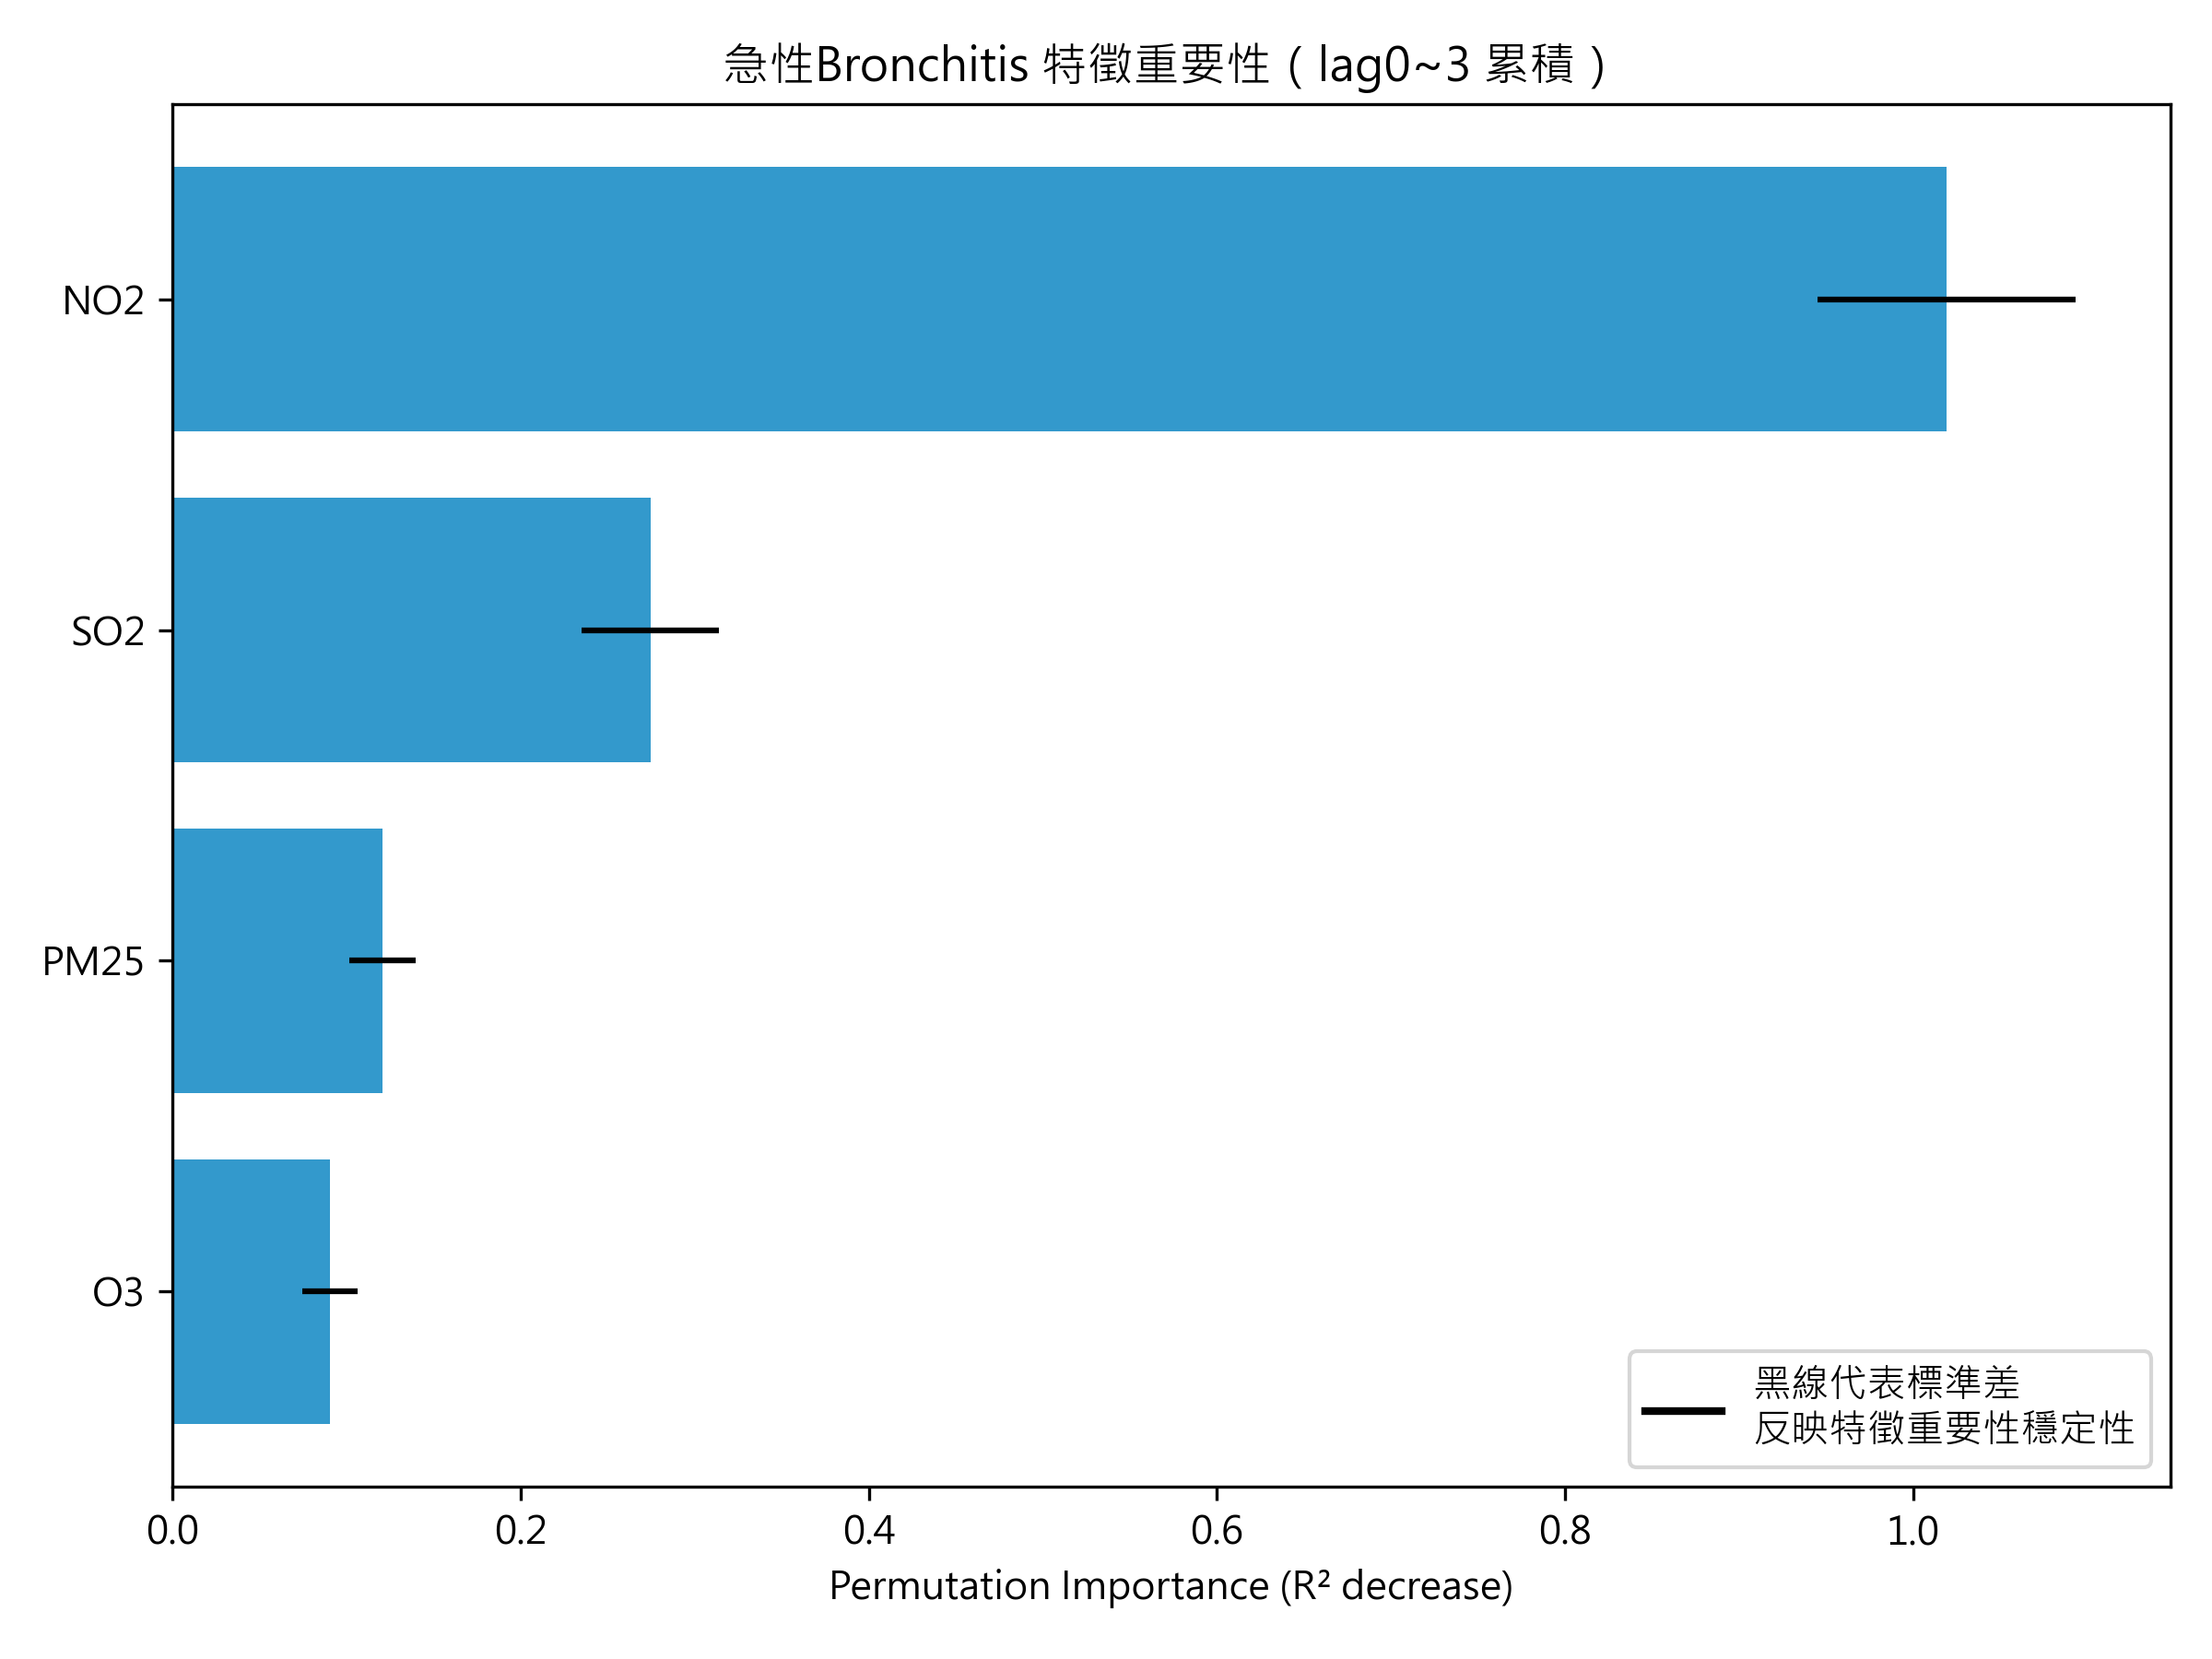 急性Bronchitis 特徵重要性（lag0~3 累積）
NO2
SO2
PM25
O3
黑線代表標準差
反映特徵重要性穩定性
0.0 0.2 0.4 0.6 0.8 1.0
Permutation Importance (R² decrease)